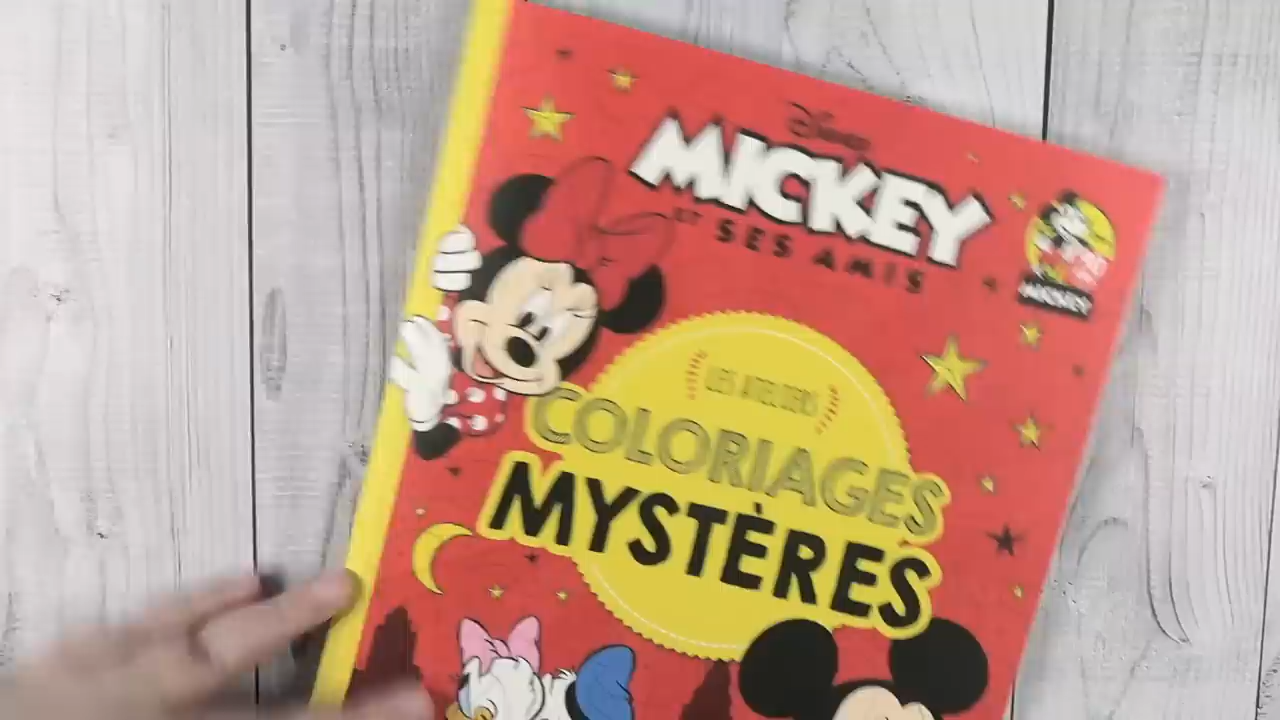 Disney
MICKEY
ET SES AMIS
MICKEY
LES ATELIERS
COLORIAGES
MYSTÈRES